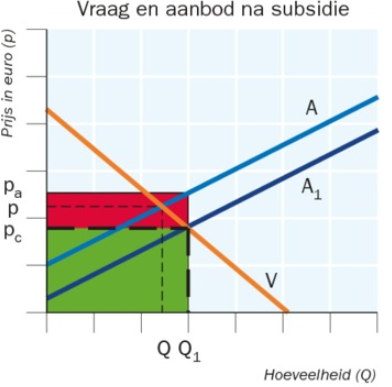 Vraag en aanbod na subsidie
Prijs in euro (p)
A
A1
pa
p
pc
V
Q Q1
Hoeveelheid (Q)